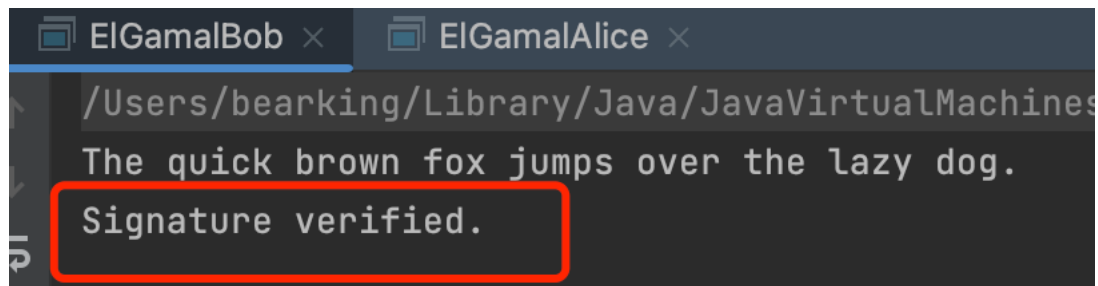 ElGamalBob × ElGamalAlice ×
/Users/bearking/Library/Java/JavaVirtualMachines
The quick brown fox jumps over the lazy dog.
Signature verified.